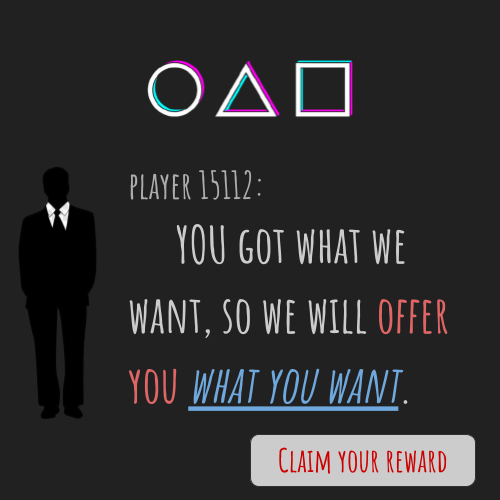 PLAYER 15112:
YOU GOT WHAT WE
WANT, SO WE WILL OFFER
YOU WHAT YOU WANT.
CLAIM YOUR REWARD